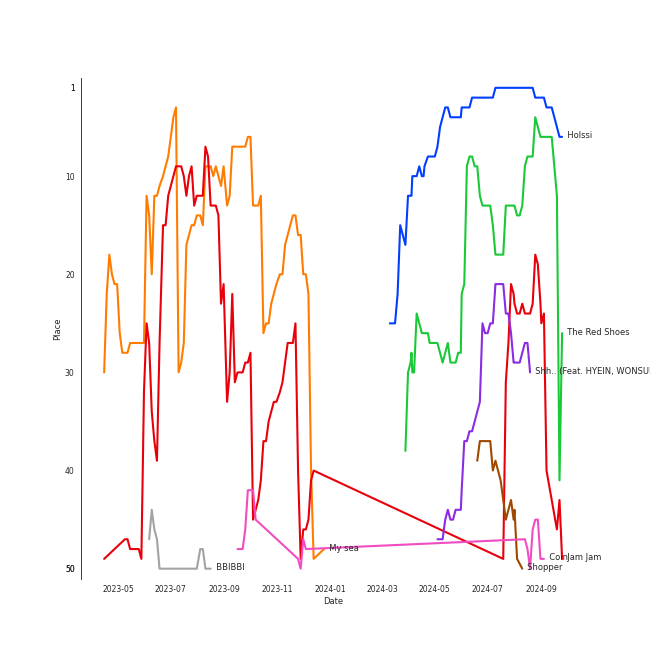 1
10
20
30
40
50
Place
2023-05
2023-07
2023-09
2023-11
2024-01
2024-03
2024-05
2024-07
2024-09
Date
Holssi
The Red Shoes
Shh.. (Feat. HYEIN, WONSU
My sea
Jam Jam
BBIBBI
Shopper